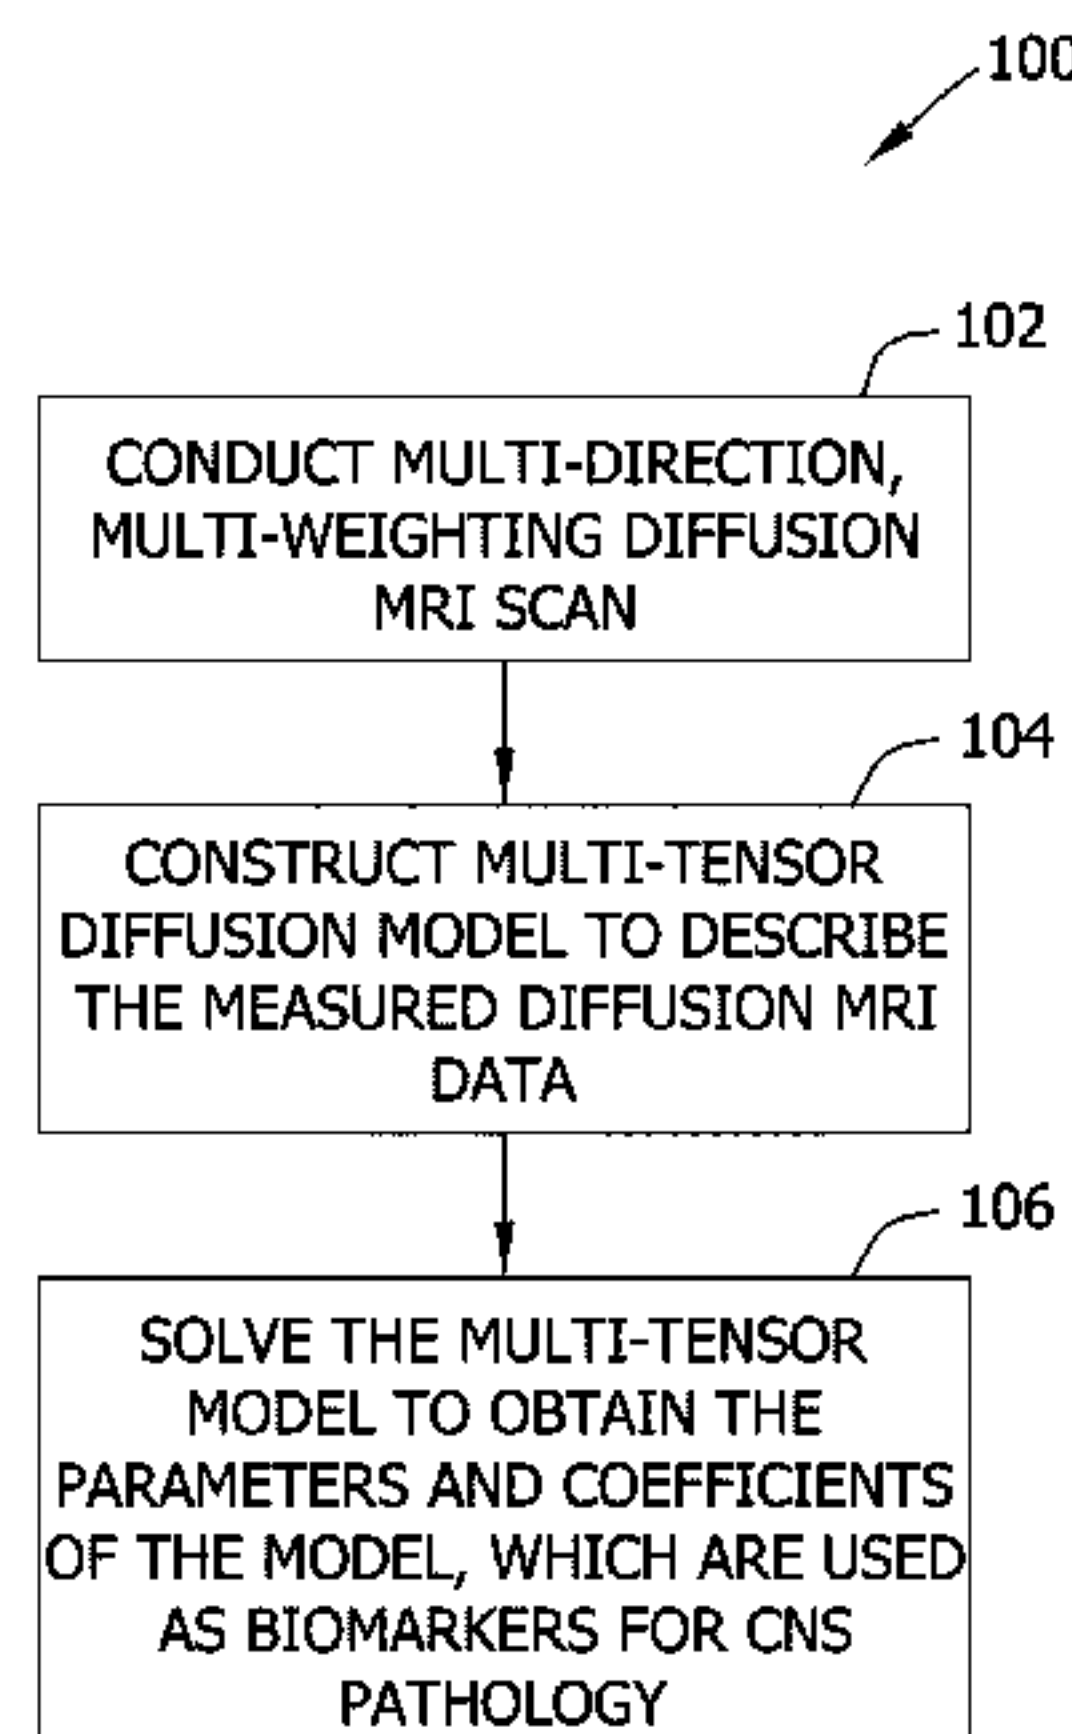 100
102
CONDUCT MULTI-DIRECTION,
MULTI-WEIGHTING DIFFUSION
MRI SCAN
104
CONSTRUCT MULTI-TENSOR
DIFFUSION MODEL TO DESCRIBE
THE MEASURED DIFFUSION MRI
DATA
106
SOLVE THE MULTI-TENSOR
MODEL TO OBTAIN THE
PARAMETERS AND COEFFICIENTS
OF THE MODEL, WHICH ARE USED
AS BIOMARKERS FOR CNS
PATHOLOGY